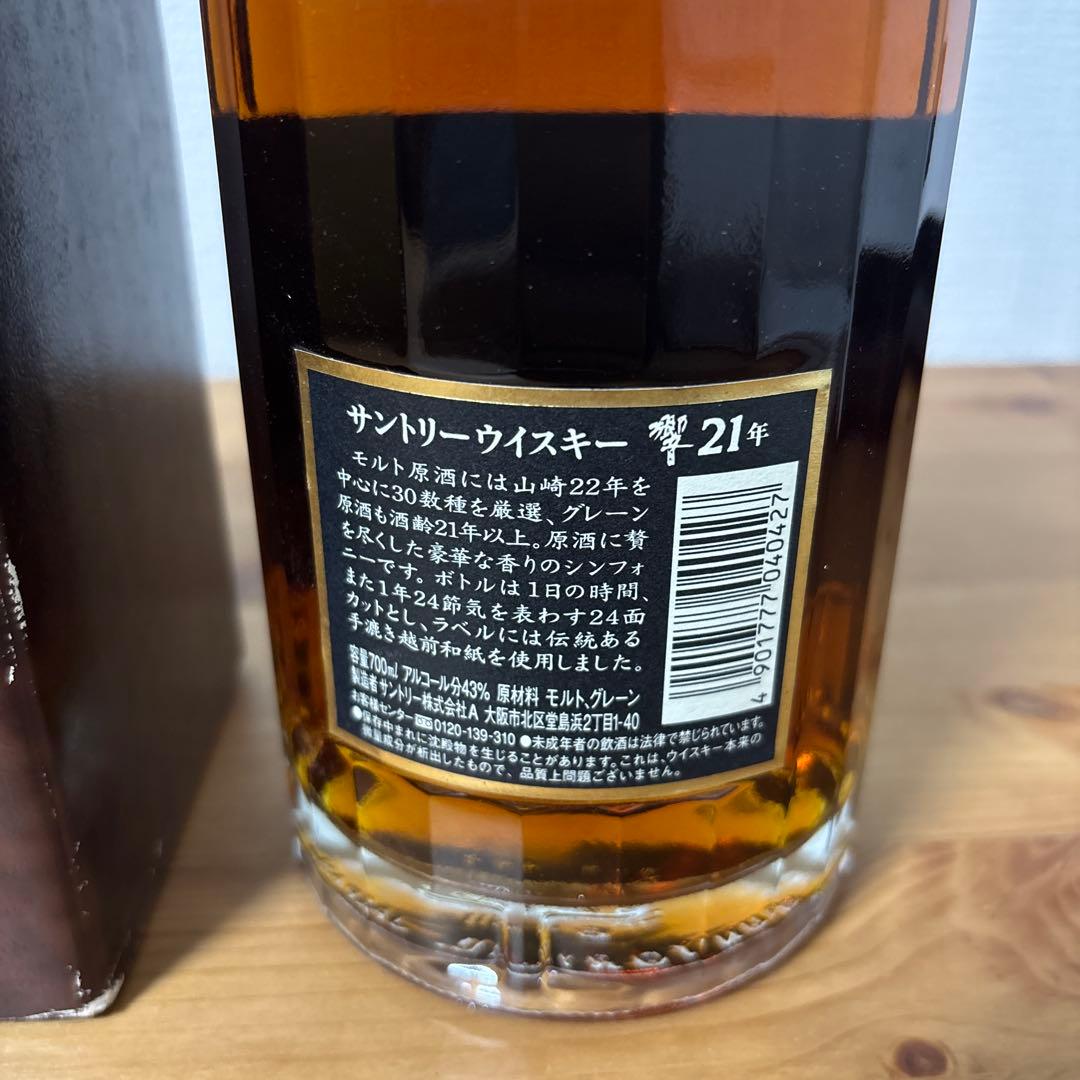 サントリーウイスキー 響 21年
モルト原酒には山崎22年を
中心に30数種を厳選、グレーン
原酒も酒齢21年以上。原酒に贅
を尽くした豪華な香りのシンフォ
ニーです。ボトルは1日の時間、
また1年24節気を表わす24面
カットとし、ラベルには伝統ある
手漉き越前和紙を使用しました。
容量700ml アルコール分43% 原材料 モルト、グレーン
製造者 サントリー株式会社A 大阪市北区堂島浜2丁目1-40
お客様センター 0120-139-310 ●未成年者の飲酒は法律で禁じられています。
●保存中まれに沈殿物を生じることがあります。これは、ウイスキー本来の
微量成分が析出したもので、品質上問題ございません。
4 901777 040427